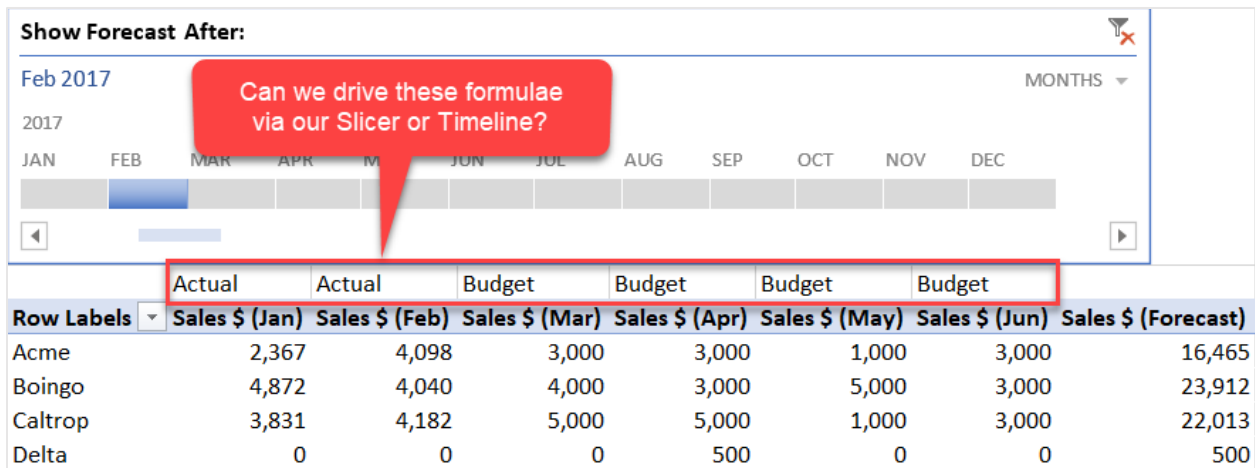 Show Forecast After:
Feb 2017
MONTHS
Can we drive these formulae
via our Slicer or Timeline?
2017
JAN FEB MAR APR JUN JUL AUG SEP OCT NOV DEC
Actual Actual Budget Budget Budget Budget
Row Labels Sales $ (Jan) Sales $ (Feb) Sales $ (Mar) Sales $ (Apr) Sales $ (May) Sales $ (Jun) Sales $ (Forecast)
Acme 2,367 4,098 3,000 3,000 1,000 3,000 16,465
Boingo 4,872 4,040 4,000 3,000 5,000 3,000 23,912
Caltrop 3,831 4,182 5,000 5,000 1,000 3,000 22,013
Delta 0 0 0 500 0 0 500